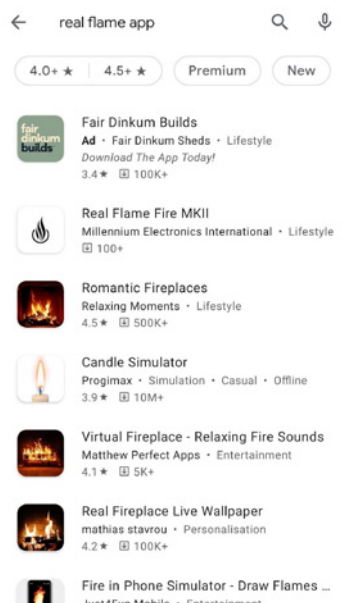 real flame app
4.0+ ★ 4.5+ ★ Premium New
fair
dinkum
builds
Fair Dinkum Builds
Ad • Fair Dinkum Sheds • Lifestyle
Download The App Today!
3.4 ★ 100K+
Real Flame Fire MKII
Millennium Electronics International • Lifestyle
100+
Romantic Fireplaces
Relaxing Moments • Lifestyle
4.5 ★ 500K+
Candle Simulator
Progimax • Simulation • Casual • Offline
3.9 ★ 10M+
Virtual Fireplace - Relaxing Fire Sounds
Matthew Perfect Apps • Entertainment
4.1 ★ 5K+
Real Fireplace Live Wallpaper
mathias stavrou • Personalisation
4.2 ★ 100K+
Fire in Phone Simulator - Draw Flames ...
Just4Fun Mobile • Entertainment